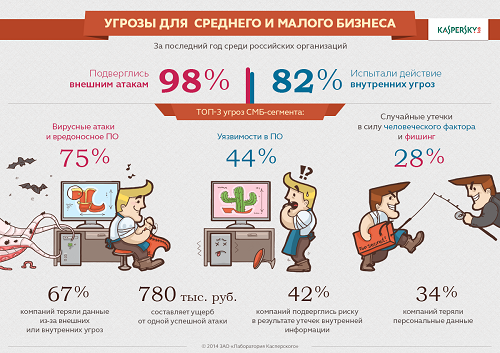 УГРОЗЫ ДЛЯ СРЕДНЕГО И МАЛОГО БИЗНЕСА
KASPERSKY
За последний год среди российских организаций
Подверглись
внешним атакам
98%
82%
Испытали действие
внутренних угроз
ТОП-3 угроз СМБ-сегмента:
Вирусные атаки
и вредоносное ПО
75%
Уязвимости в ПО
44%
Случайные утечки
в силу человеческого фактора
и фишинг
28%
67%
компаний теряли данные
из-за внешних
или внутренних угроз
780 тыс. руб.
составляет ущерб
от одной успешной атаки
42%
компаний подверглись риску
в результате утечек внутренней
информации
34%
компаний теряли
персональные данные
© 2014 ЗАО «Лаборатория Касперского»